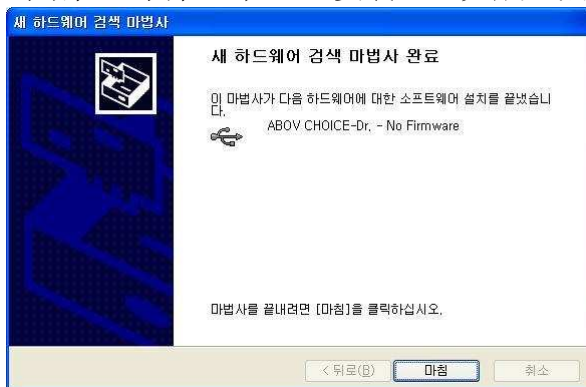 새 하드웨어 검색 마법사
새 하드웨어 검색 마법사 완료
이 마법사가 다음 하드웨어에 대한 소프트웨어 설치를 끝냈습니
다.
ABOV CHOICE-Dr. - No Firmware
마법사를 끝내려면 [마침]을 클릭하십시오.
< 뒤로(B)
마침
취소